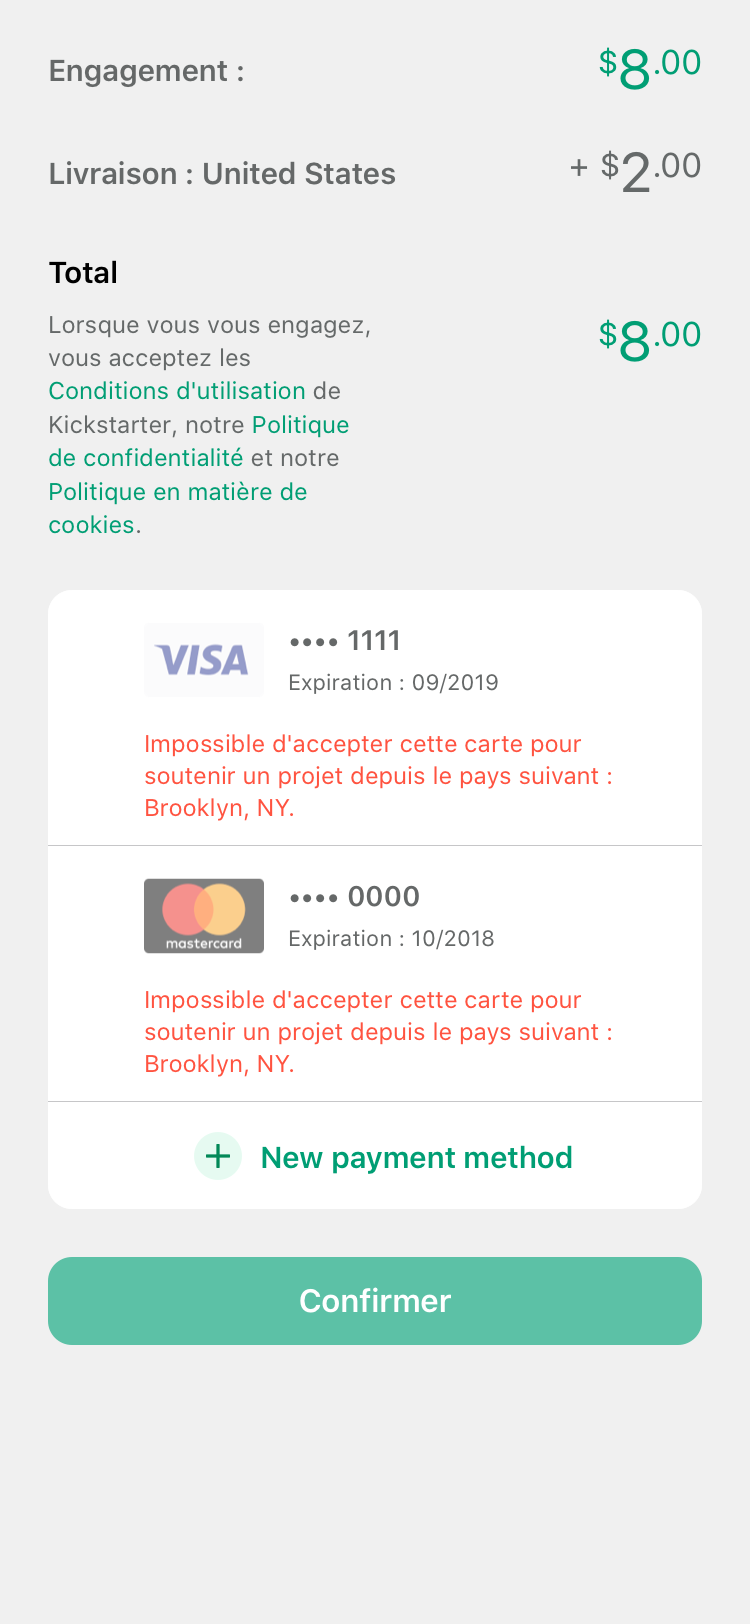 Engagement : $8.00
Livraison : United States + $2.00
Total
Lorsque vous vous engagez,
vous acceptez les
Conditions d'utilisation de
Kickstarter, notre Politique
de confidentialité et notre
Politique en matière de
cookies.
$8.00
VISA •••• 1111
Expiration : 09/2019
Impossible d'accepter cette carte pour
soutenir un projet depuis le pays suivant :
Brooklyn, NY.
mastercard •••• 0000
Expiration : 10/2018
Impossible d'accepter cette carte pour
soutenir un projet depuis le pays suivant :
Brooklyn, NY.
+ New payment method
Confirmer